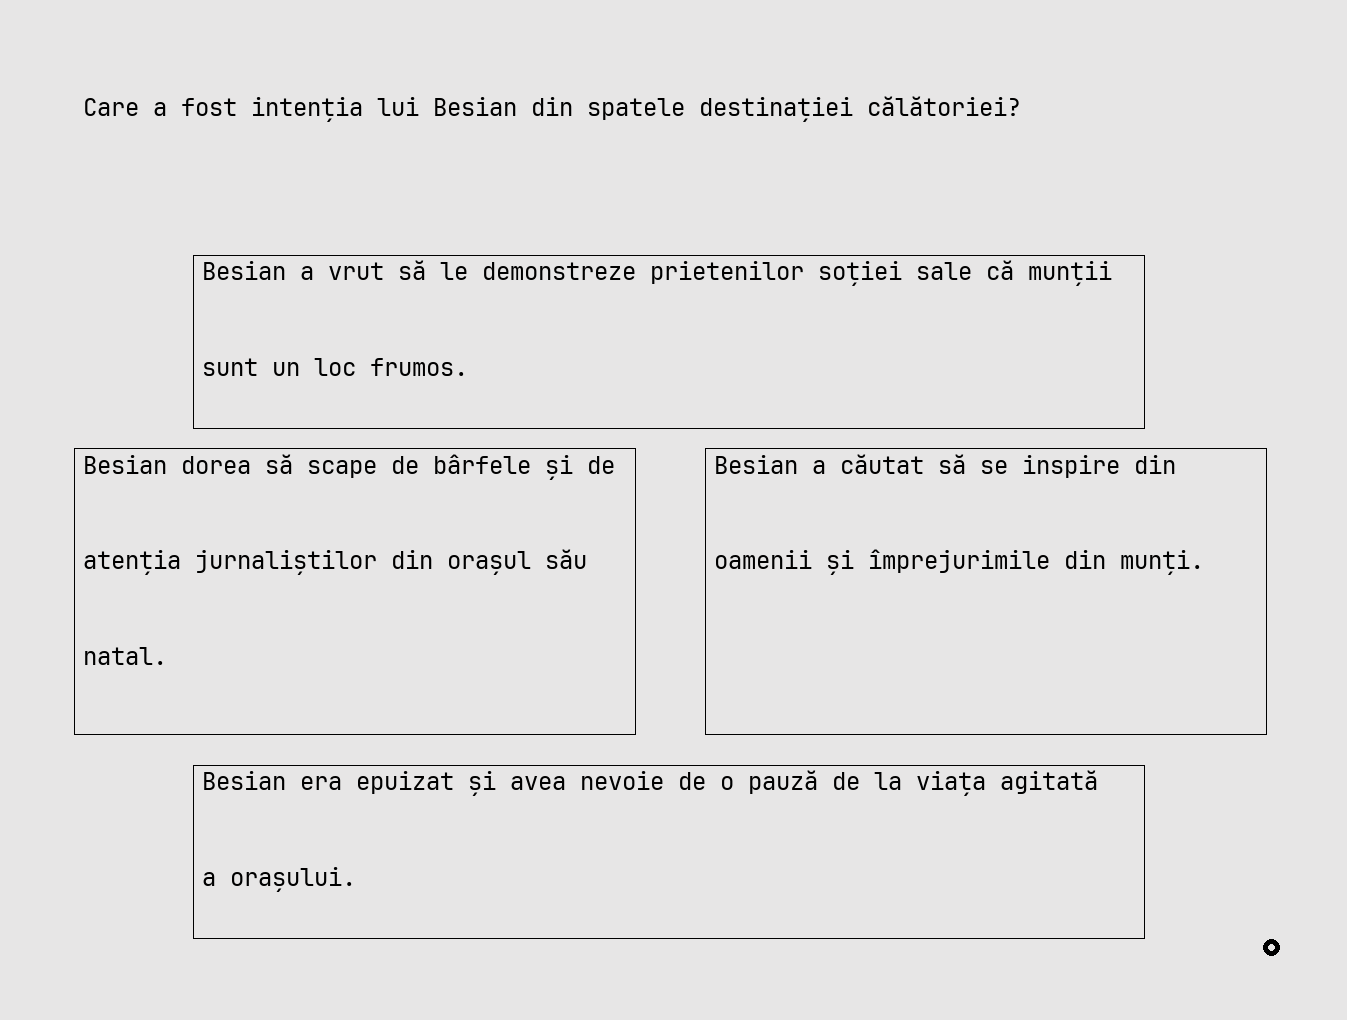 Care a fost intenția lui Besian din spatele destinației călătoriei?
Besian a vrut să le demonstreze prietenilor soției sale că munții
sunt un loc frumos.
Besian dorea să scape de bârfele și de
atenția jurnaliștilor din orașul său
natal.
Besian a căutat să se inspire din
oamenii și împrejurimile din munți.
Besian era epuizat și avea nevoie de o pauză de la viața agitată
a orașului.